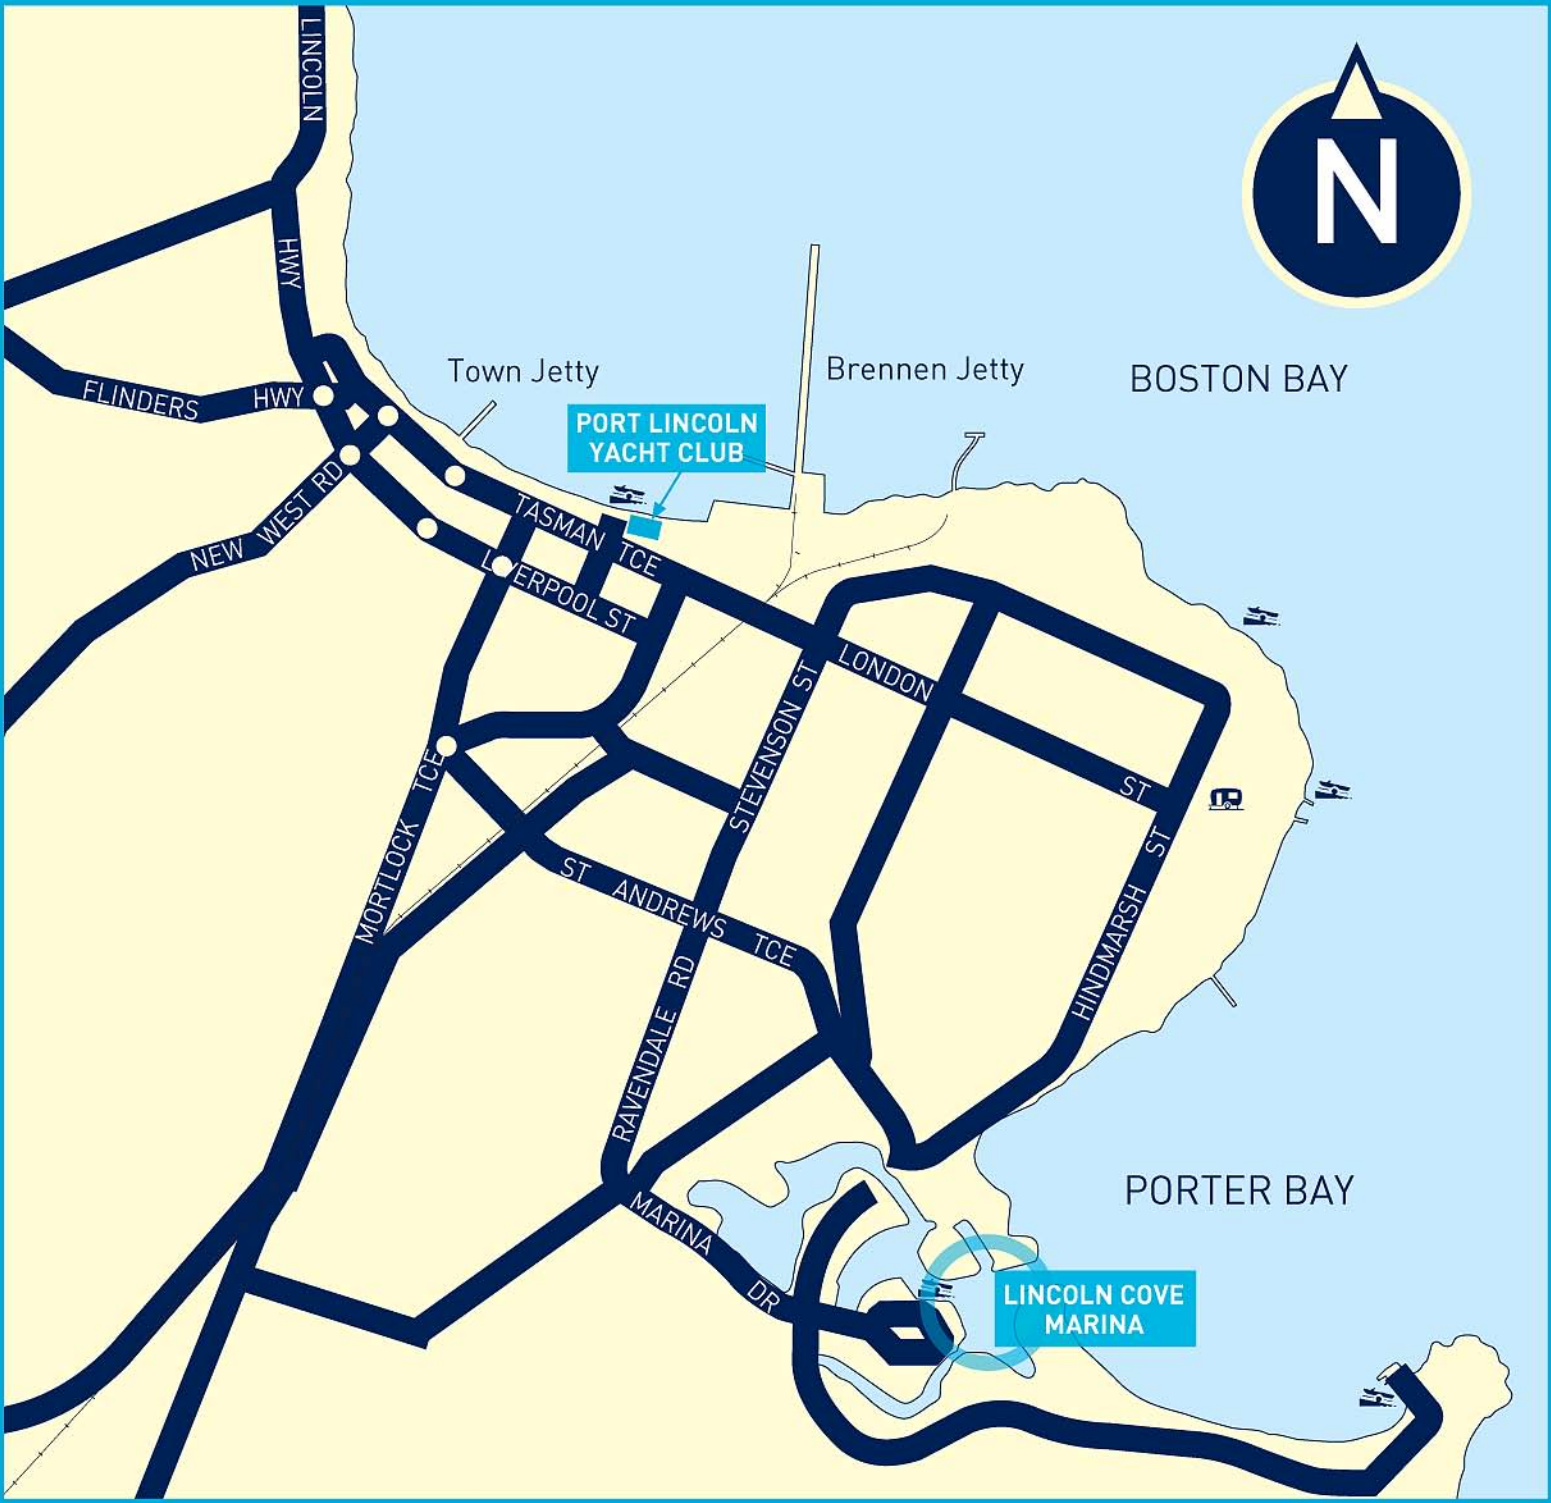 LINCOLN
HWY
N
FLINDERS HWY
Town Jetty
Brennen Jetty
BOSTON BAY
PORT LINCOLN
YACHT CLUB
NEW WEST RD
TASMAN TCE
LIVERPOOL ST
LONDON ST
STEVENSON ST
MORTLOCK TCE
ST ANDREWS TCE
HINDMARSH ST
RAVENDALE RD
MARINA DR
PORTER BAY
LINCOLN COVE
MARINA